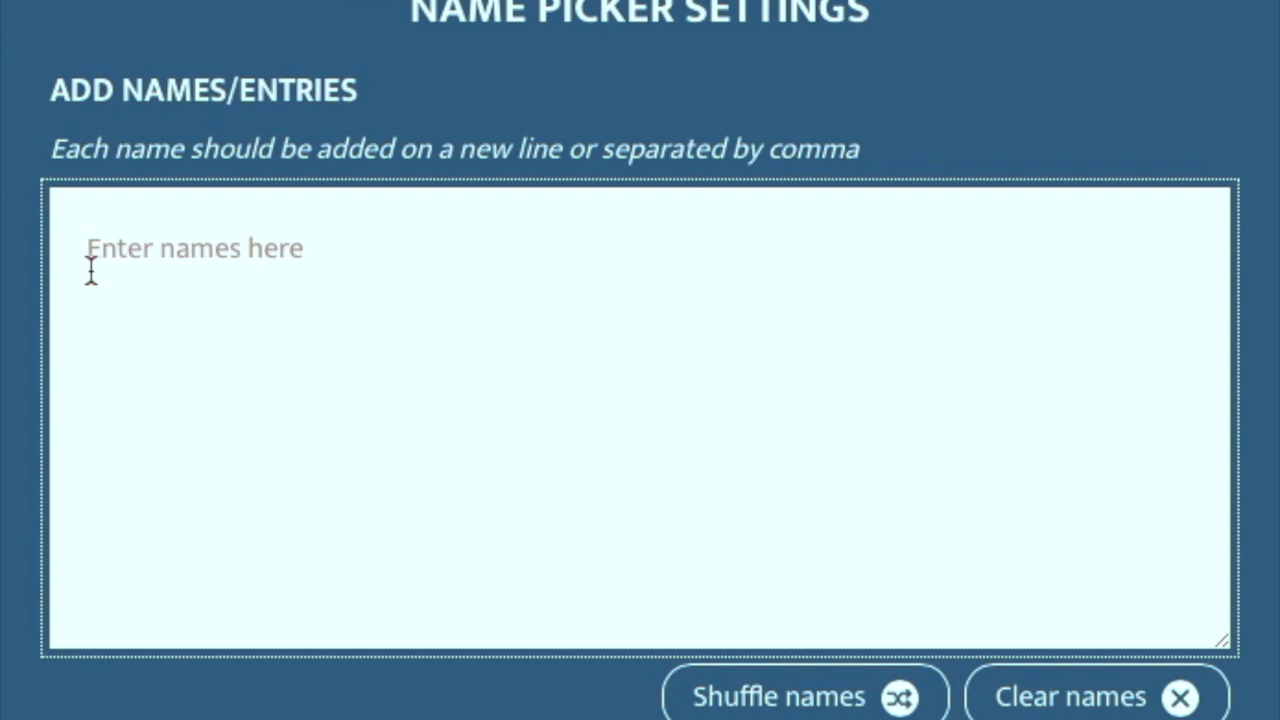 NAME PICKER SETTINGS
ADD NAMES/ENTRIES
Each name should be added on a new line or separated by comma
Enter names here
Shuffle names
Clear names